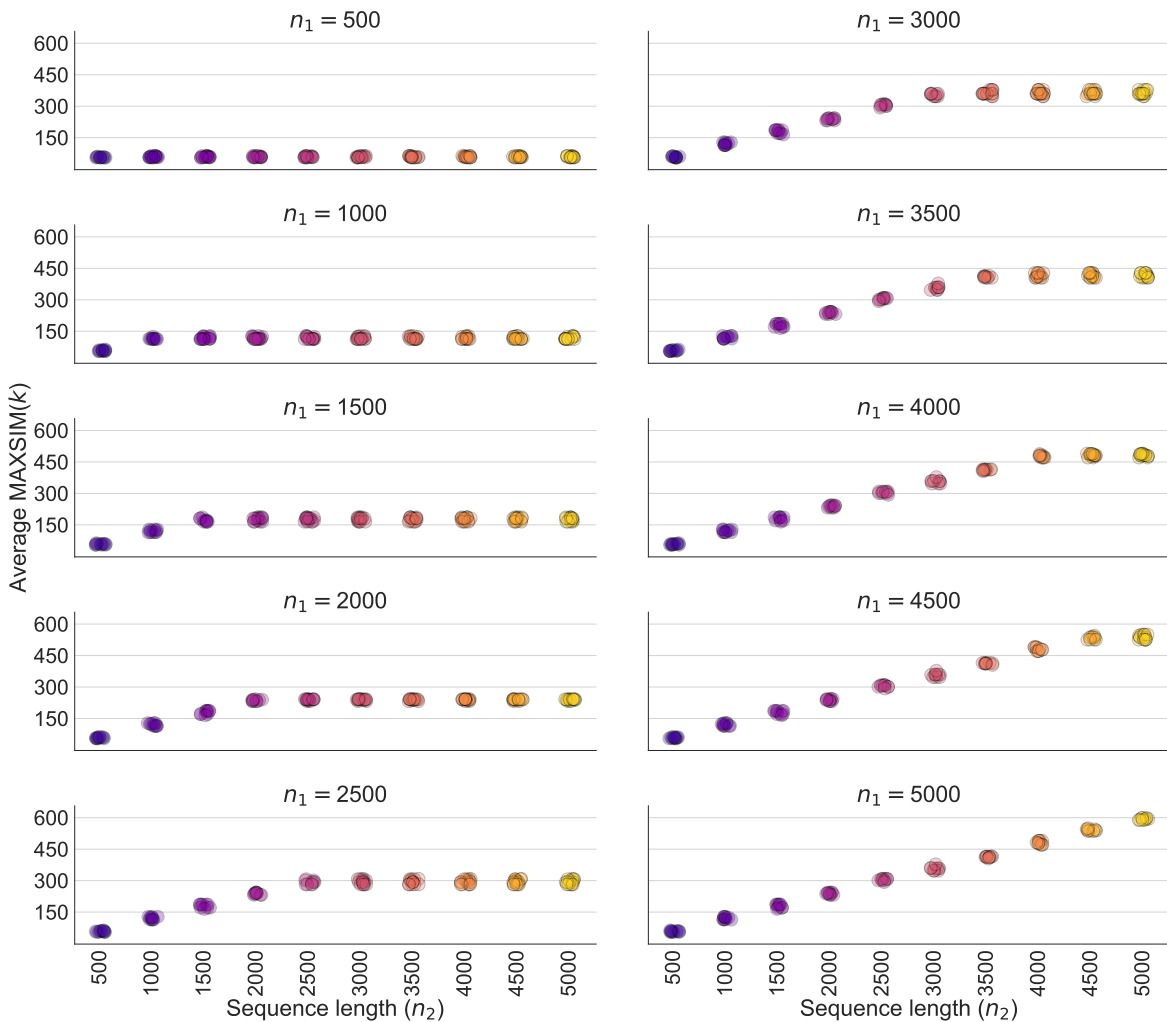 n₁ = 500
600
450
300
150
n₁ = 1000
600
450
300
150
n₁ = 1500
600
450
300
150
n₁ = 2000
600
450
300
150
n₁ = 2500
600
450
300
150
500 1000 1500 2000 2500 3000 3500 4000 4500 5000
Sequence length (n₂)
Average MAXSIM(k)
n₁ = 3000
n₁ = 3500
n₁ = 4000
n₁ = 4500
n₁ = 5000
500 1000 1500 2000 2500 3000 3500 4000 4500 5000
Sequence length (n₂)